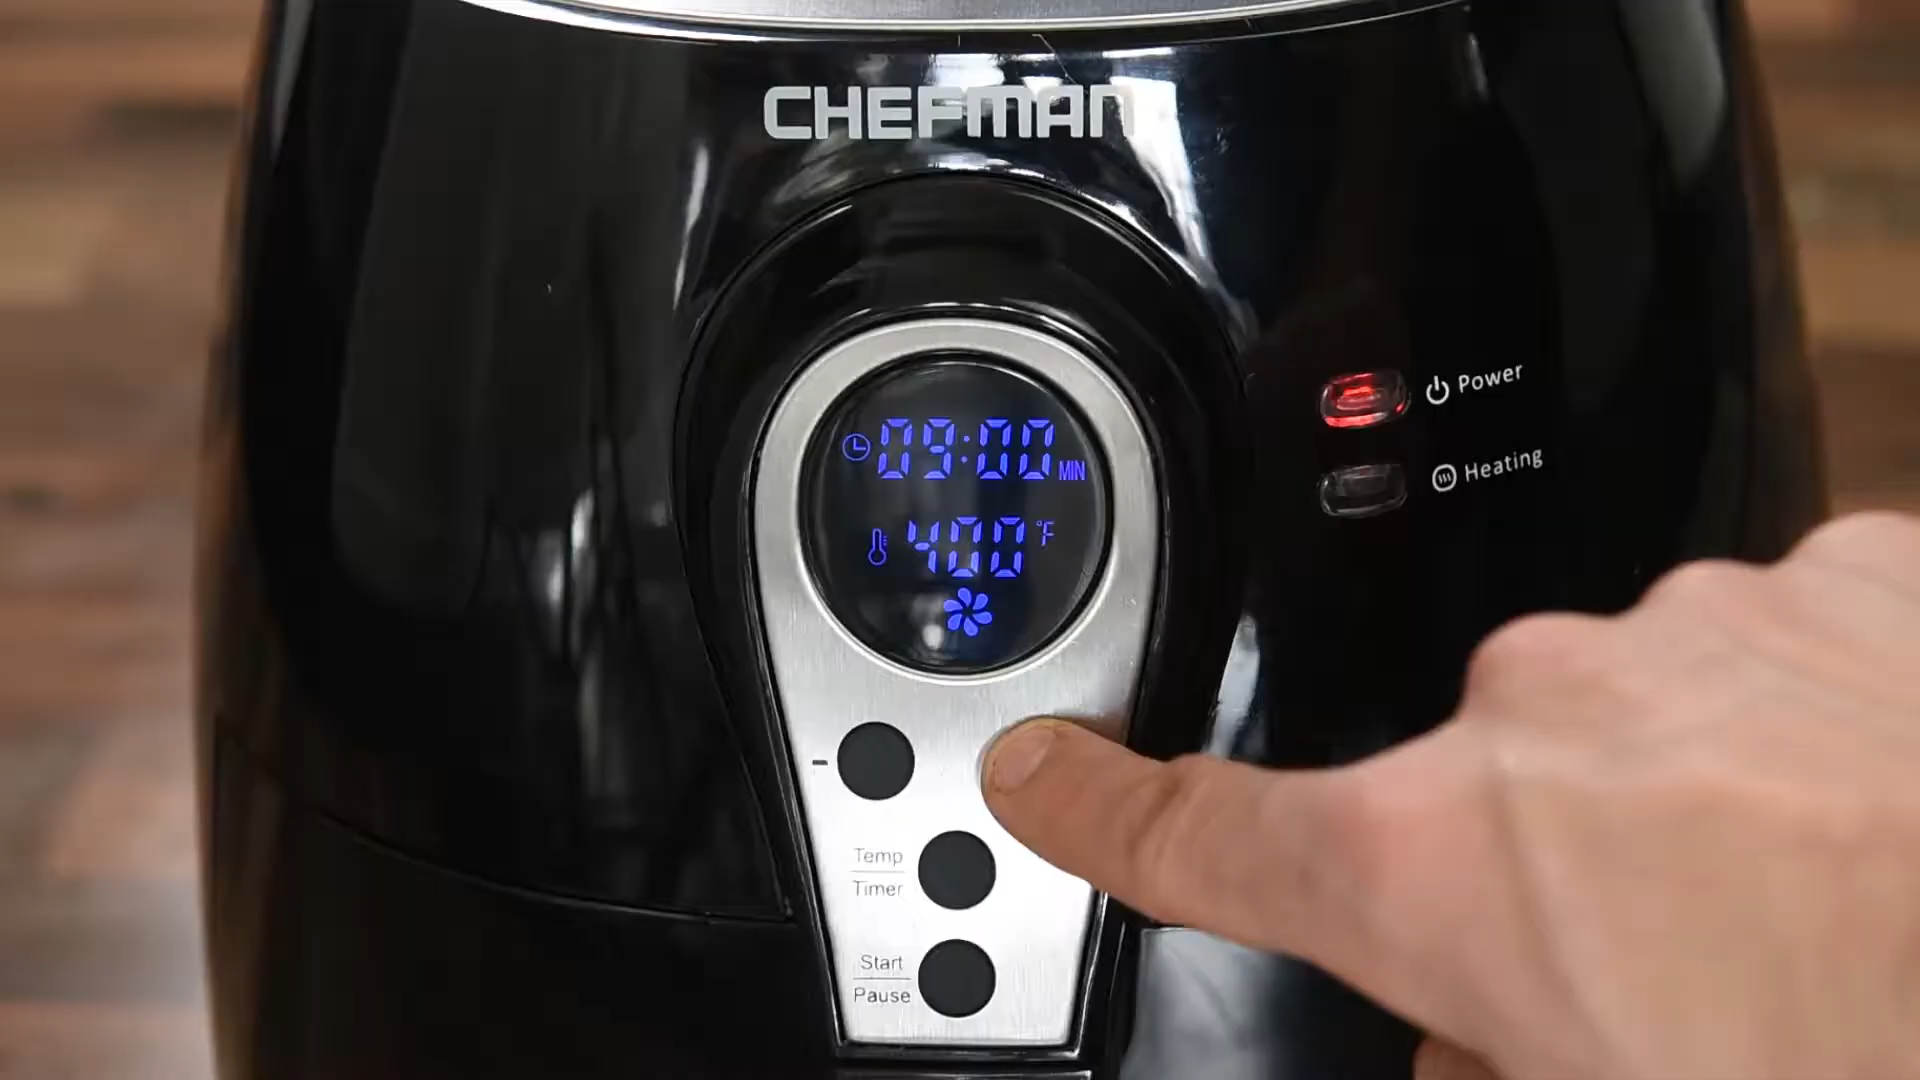 CHEFMAN
09:00 MIN
400 °F
Power
Heating
-
Temp
Timer
Start
Pause